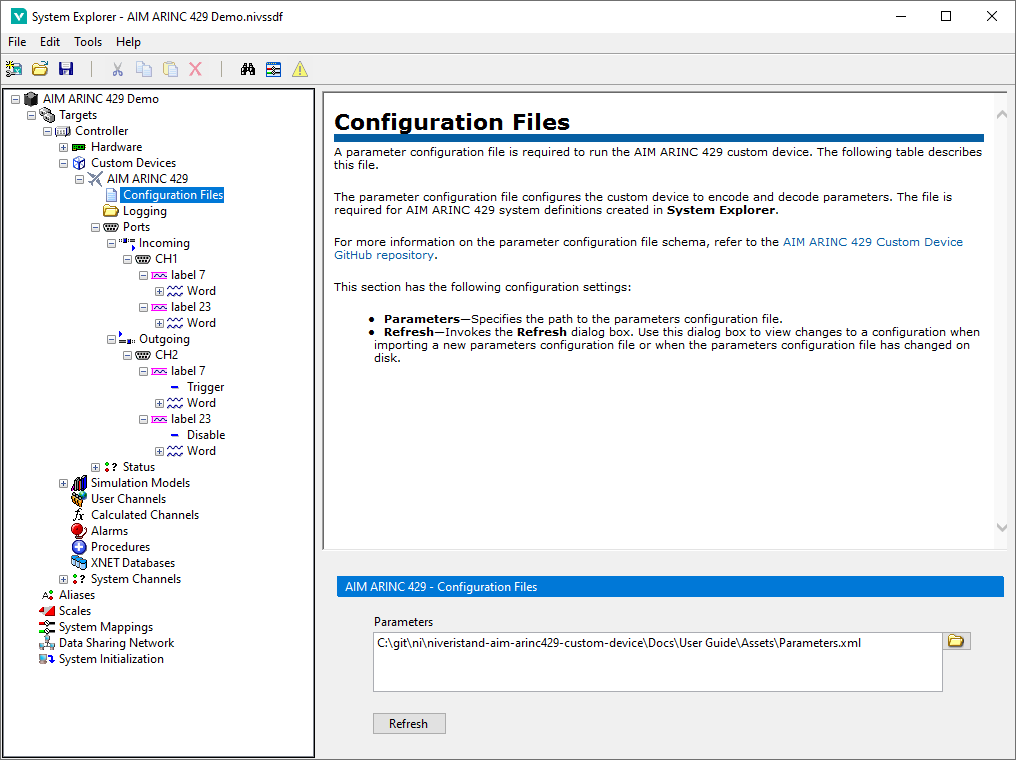 System Explorer - AIM ARINC 429 Demo.nivssdf
File Edit Tools Help
AIM ARINC 429 Demo
Targets
Controller
Hardware
Custom Devices
AIM ARINC 429
Configuration Files
Logging
Ports
Incoming
CH1
label 7
Word
label 23
Word
Outgoing
CH2
label 7
Trigger
Word
label 23
Disable
Word
Status
Simulation Models
User Channels
Calculated Channels
Alarms
Procedures
XNET Databases
System Channels
Aliases
Scales
System Mappings
Data Sharing Network
System Initialization
Configuration Files
A parameter configuration file is required to run the AIM ARINC 429 custom device. The following table describes
this file.
The parameter configuration file configures the custom device to encode and decode parameters. The file is
required for AIM ARINC 429 system definitions created in System Explorer.
For more information on the parameter configuration file schema, refer to the AIM ARINC 429 Custom Device
GitHub repository.
This section has the following configuration settings:
• Parameters—Specifies the path to the parameters configuration file.
• Refresh—Invokes the Refresh dialog box. Use this dialog box to view changes to a configuration when
importing a new parameters configuration file or when the parameters configuration file has changed on
disk.
AIM ARINC 429 - Configuration Files
Parameters
C:\git\ni\niveristand-aim-arinc429-custom-device\Docs\User Guide\Assets\Parameters.xml
Refresh